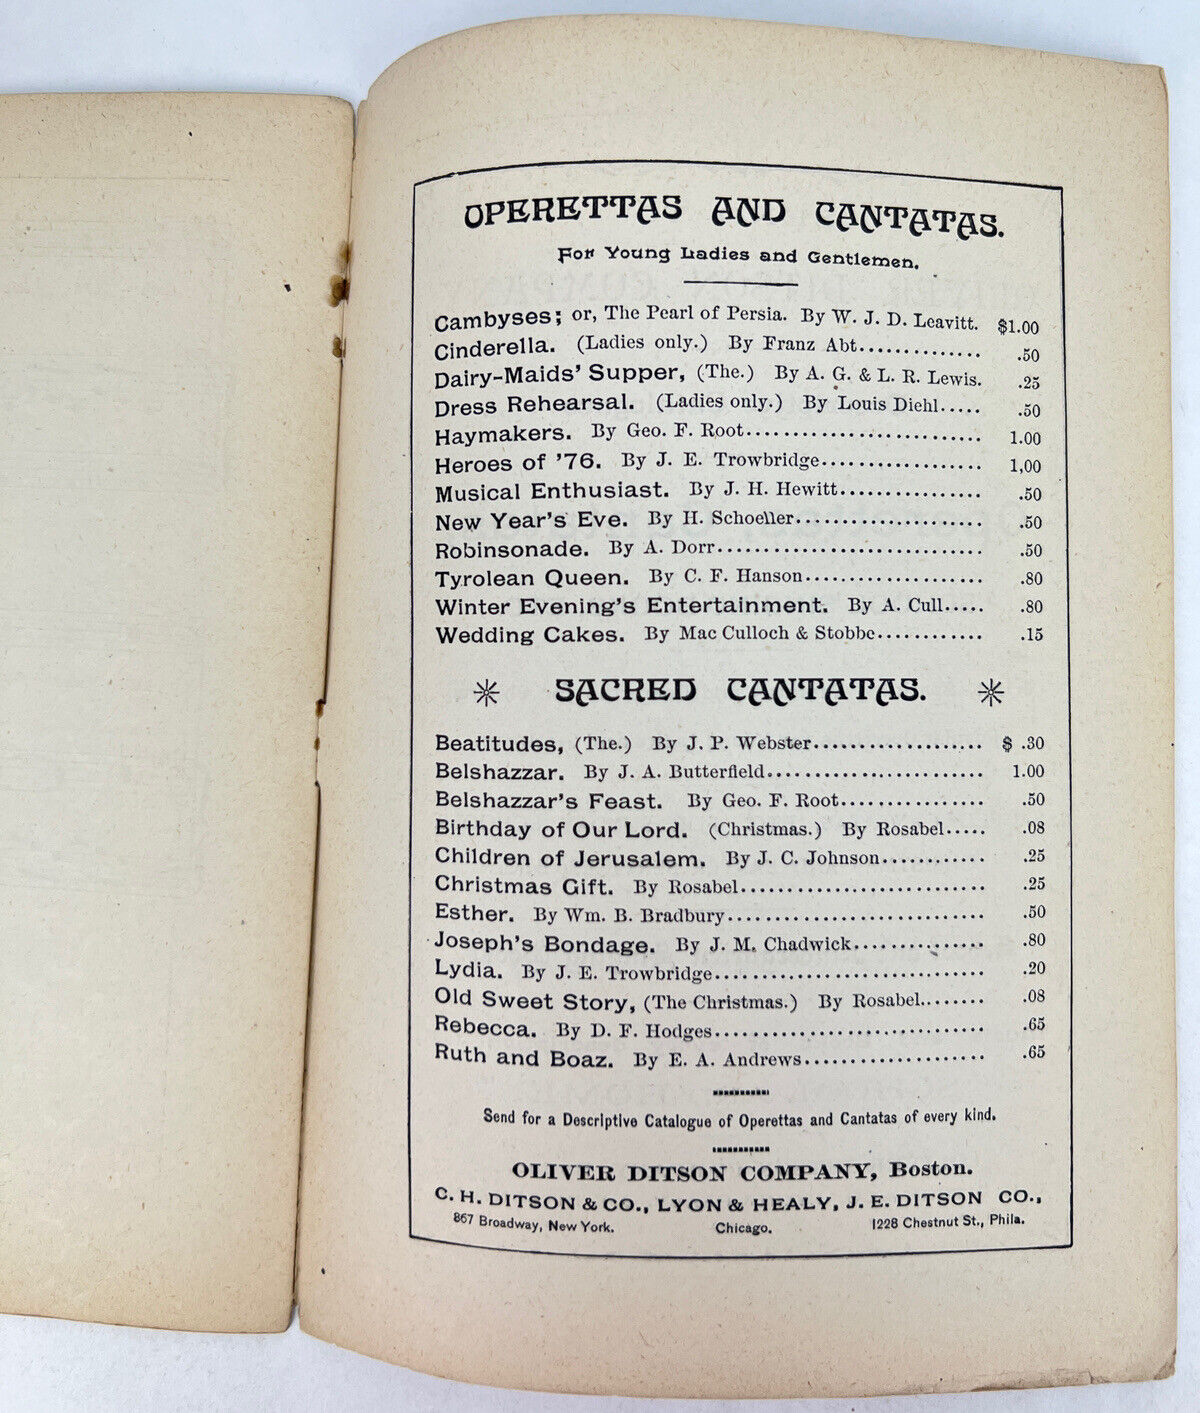 OPERETTAS AND CANTATAS.
For Young Ladies and Gentlemen.
Cambyses; or, The Pearl of Persia. By W. J. D. Leavitt. $1.00
Cinderella. (Ladies only.) By Franz Abt.............. .50
Dairy-Maids' Supper, (The.) By A. G. & L. R. Lewis. .25
Dress Rehearsal. (Ladies only.) By Louis Diehl..... .50
Haymakers. By Geo. F. Root.......................... 1.00
Heroes of '76. By J. E. Trowbridge.................. 1,00
Musical Enthusiast. By J. H. Hewitt................ .50
New Year's Eve. By H. Schoeller..................... .50
Robinsonade. By A. Dorr............................. .50
Tyrolean Queen. By C. F. Hanson.................... .80
Winter Evening's Entertainment. By A. Cull..... .80
Wedding Cakes. By Mac Culloch & Stobbe............ .15
SACRED CANTATAS.
Beatitudes, (The.) By J. P. Webster................... $ .30
Belshazzar. By J. A. Butterfield........................ 1.00
Belshazzar's Feast. By Geo. F. Root................ .50
Birthday of Our Lord. (Christmas.) By Rosabel..... .08
Children of Jerusalem. By J. C. Johnson............ .25
Christmas Gift. By Rosabel........................... .25
Esther. By Wm. B. Bradbury............................ .50
Joseph's Bondage. By J. M. Chadwick............... .80
Lydia. By J. E. Trowbridge............................. .20
Old Sweet Story, (The Christmas.) By Rosabel........ .08
Rebecca. By D. F. Hodges.............................. .65
Ruth and Boaz. By E. A. Andrews.................... .65
Send for a Descriptive Catalogue of Operettas and Cantatas of every kind.
OLIVER DITSON COMPANY, Boston.
C. H. DITSON & CO., LYON & HEALY, J. E. DITSON CO.,
867 Broadway, New York. Chicago. 1228 Chestnut St., Phila.